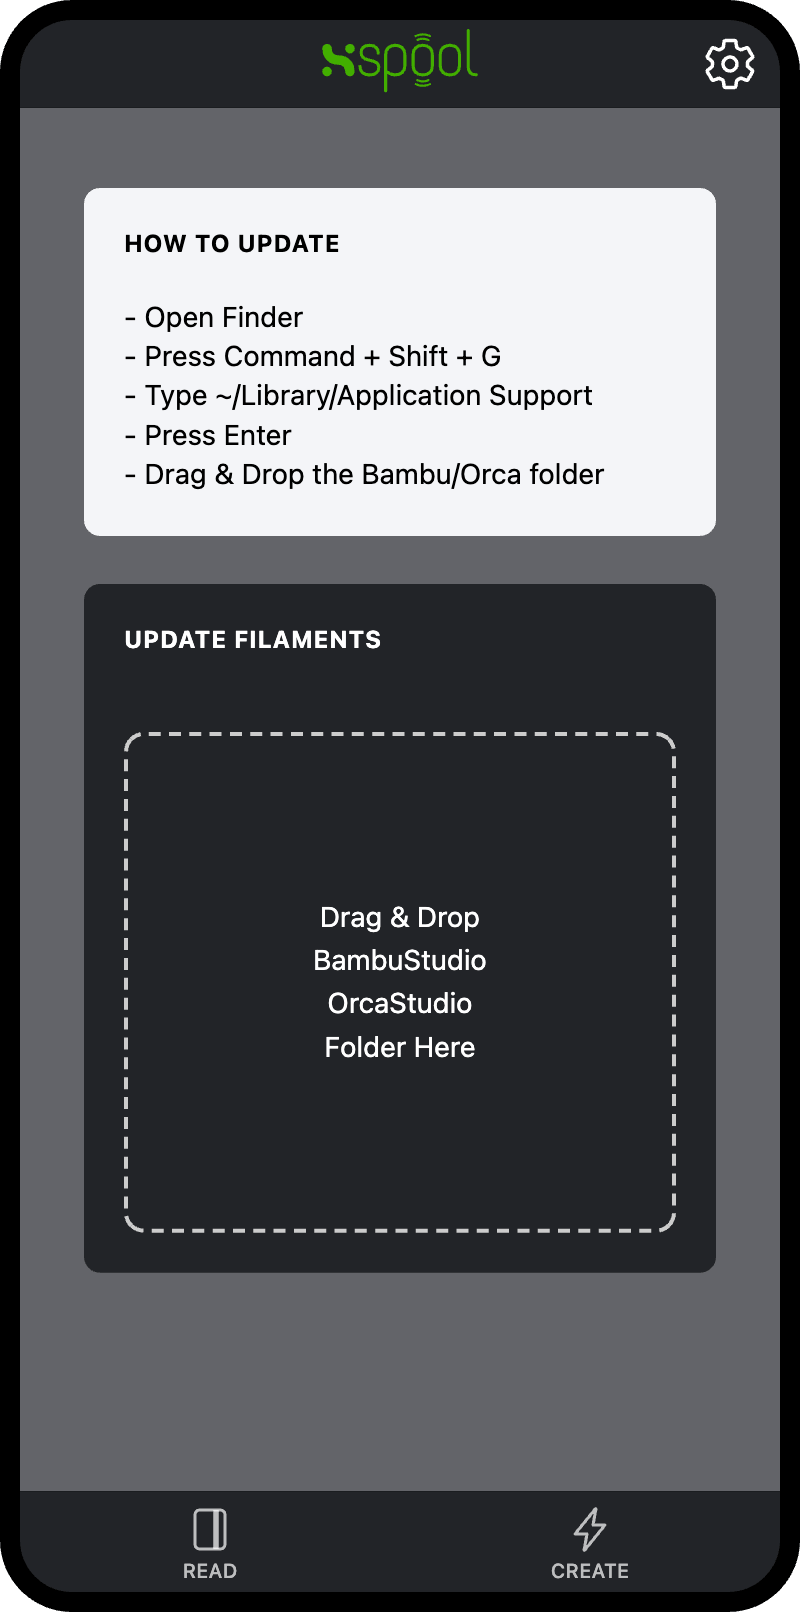 spool
HOW TO UPDATE
- Open Finder
- Press Command + Shift + G
- Type ~/Library/Application Support
- Press Enter
- Drag & Drop the Bambu/Orca folder
UPDATE FILAMENTS
Drag & Drop
BambuStudio
OrcaStudio
Folder Here
READ
CREATE